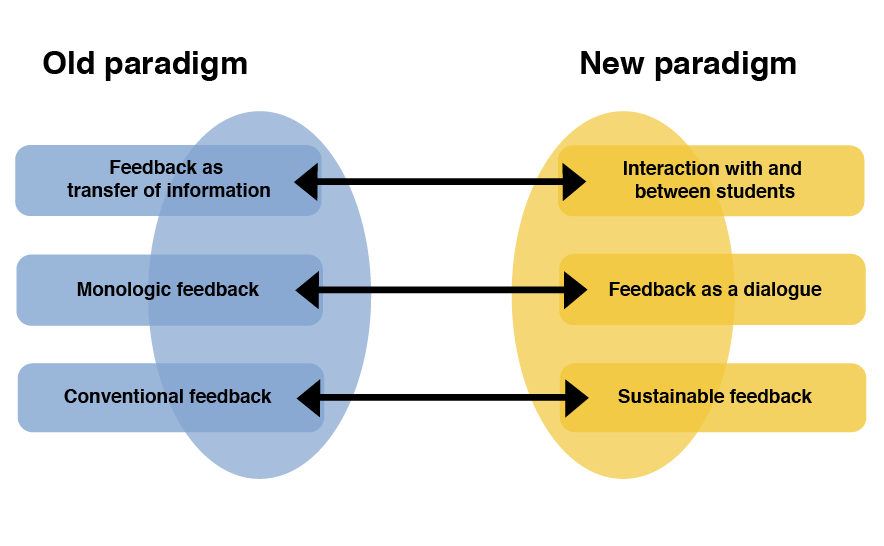 Old paradigm
New paradigm
Feedback as
transfer of information
Interaction with and
between students
Monologic feedback
Feedback as a dialogue
Conventional feedback
Sustainable feedback